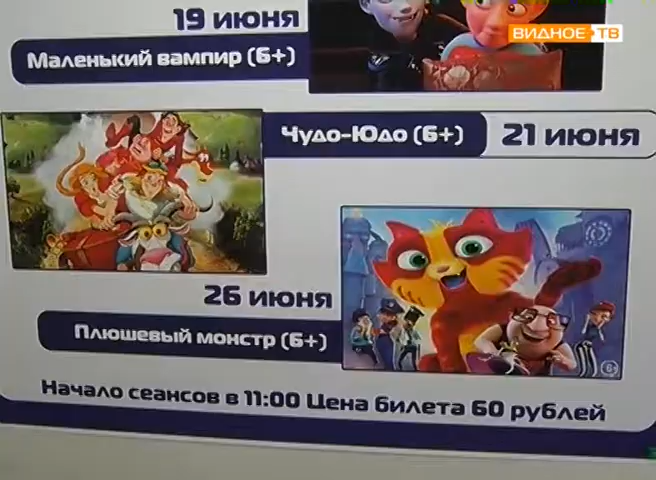 19 июня
ВИДНОЕ ТВ
Маленький вампир (6+)
Чудо-Юдо (6+)
21 июня
26 июня
Плюшевый монстр (6+)
6+
Начало сеансов в 11:00 Цена билета 60 рублей